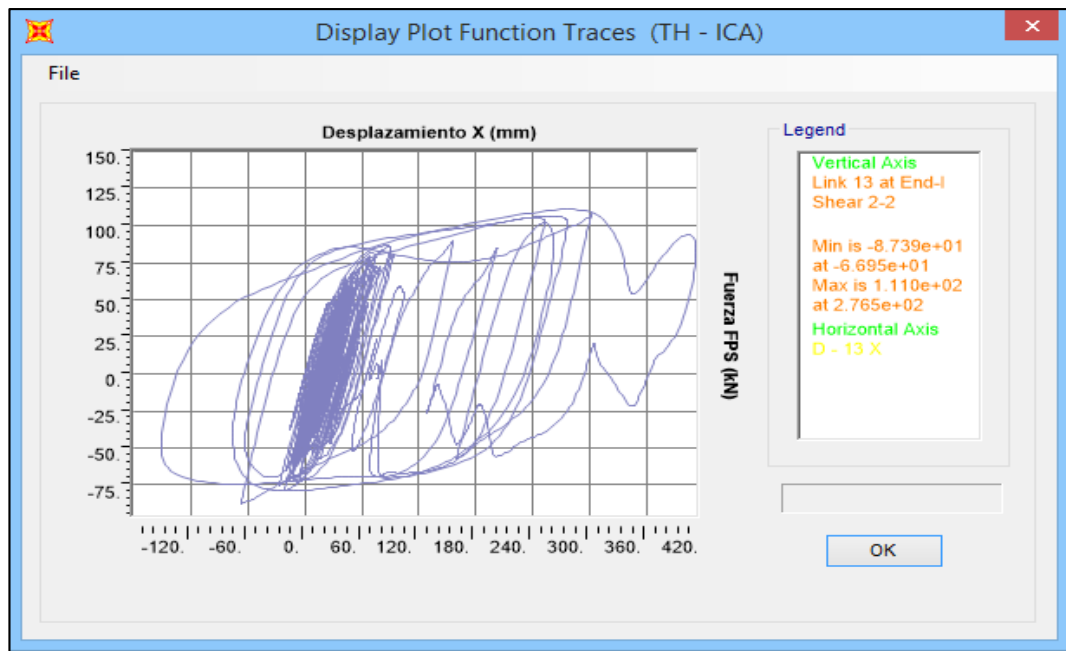 Display Plot Function Traces (TH - ICA)
File
Desplazamiento X (mm)
150.
125.
100.
75.
50.
25.
0.
-25.
-50.
-75.
-120. -60. 0. 60. 120. 180. 240. 300. 360. 420.
Fuerza FPS (kN)
Legend
Vertical Axis
Link 13 at End-I
Shear 2-2
Min is -8.739e+01
at -6.695e+01
Max is 1.110e+02
at 2.765e+02
Horizontal Axis
D - 13 X
OK